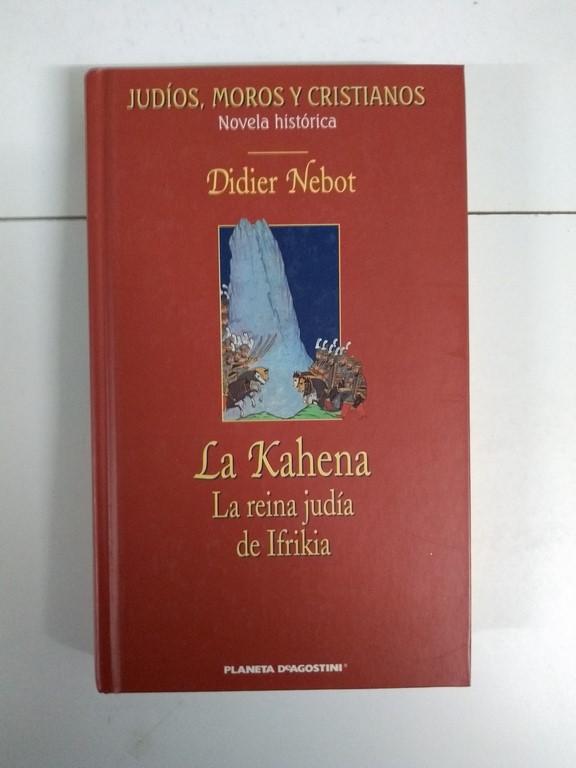 JUDÍOS, MOROS Y CRISTIANOS
Novela histórica
Didier Nebot
La Kahena
La reina judía
de Ifrikia
PLANETA DEAGOSTINI®